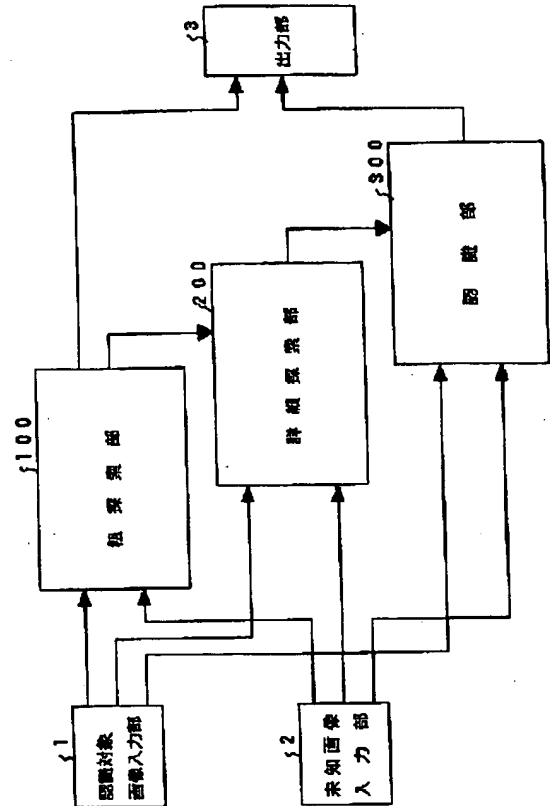 1
認識対象
画像入力部
2
未知画像
入力部
100
粗探索部
200
詳細探索部
300
認識部
3
出力部